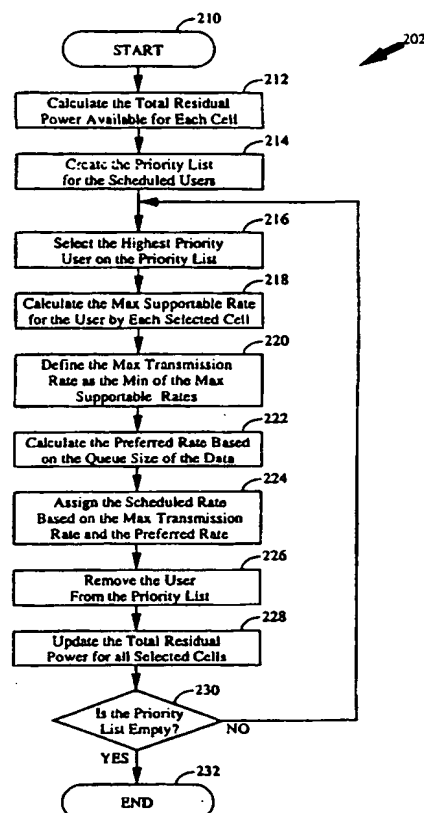 210
START
202
212
Calculate the Total Residual
Power Available for Each Cell
214
Create the Priority List
for the Scheduled Users
216
Select the Highest Priority
User on the Priority List
218
Calculate the Max Supportable Rate
for the User by Each Selected Cell
220
Define the Max Transmission
Rate as the Min of the Max
Supportable Rates
222
Calculate the Preferred Rate Based
on the Queue Size of the Data
224
Assign the Scheduled Rate
Based on the Max Transmission
Rate and the Preferred Rate
226
Remove the User
From the Priority List
228
Update the Total Residual
Power for all Selected Cells
230
Is the Priority
List Empty?
NO
YES
232
END